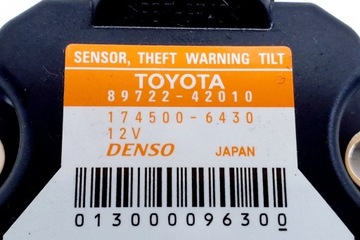 SENSOR, THEFT WARNING TILT
TOYOTA
89722-42010
174500-6430
12V
DENSO JAPAN
013000096300